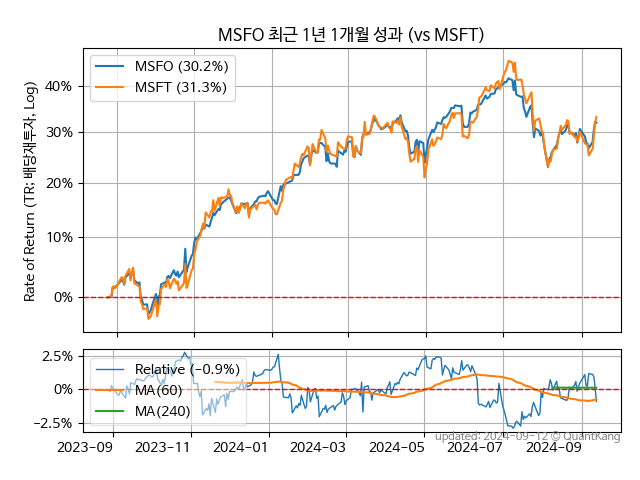 MSFO 최근 1년 1개월 성과 (vs MSFT)
Rate of Return (TR: 배당재투자, Log)
MSFO (30.2%)
MSFT (31.3%)
40%
30%
20%
10%
0%
2.5%
0%
−2.5%
Relative (−0.9%)
MA(60)
MA(240)
2023-09
2023-11
2024-01
2024-03
2024-05
2024-07
2024-09
updated: 2024-09-12 © QuantKang